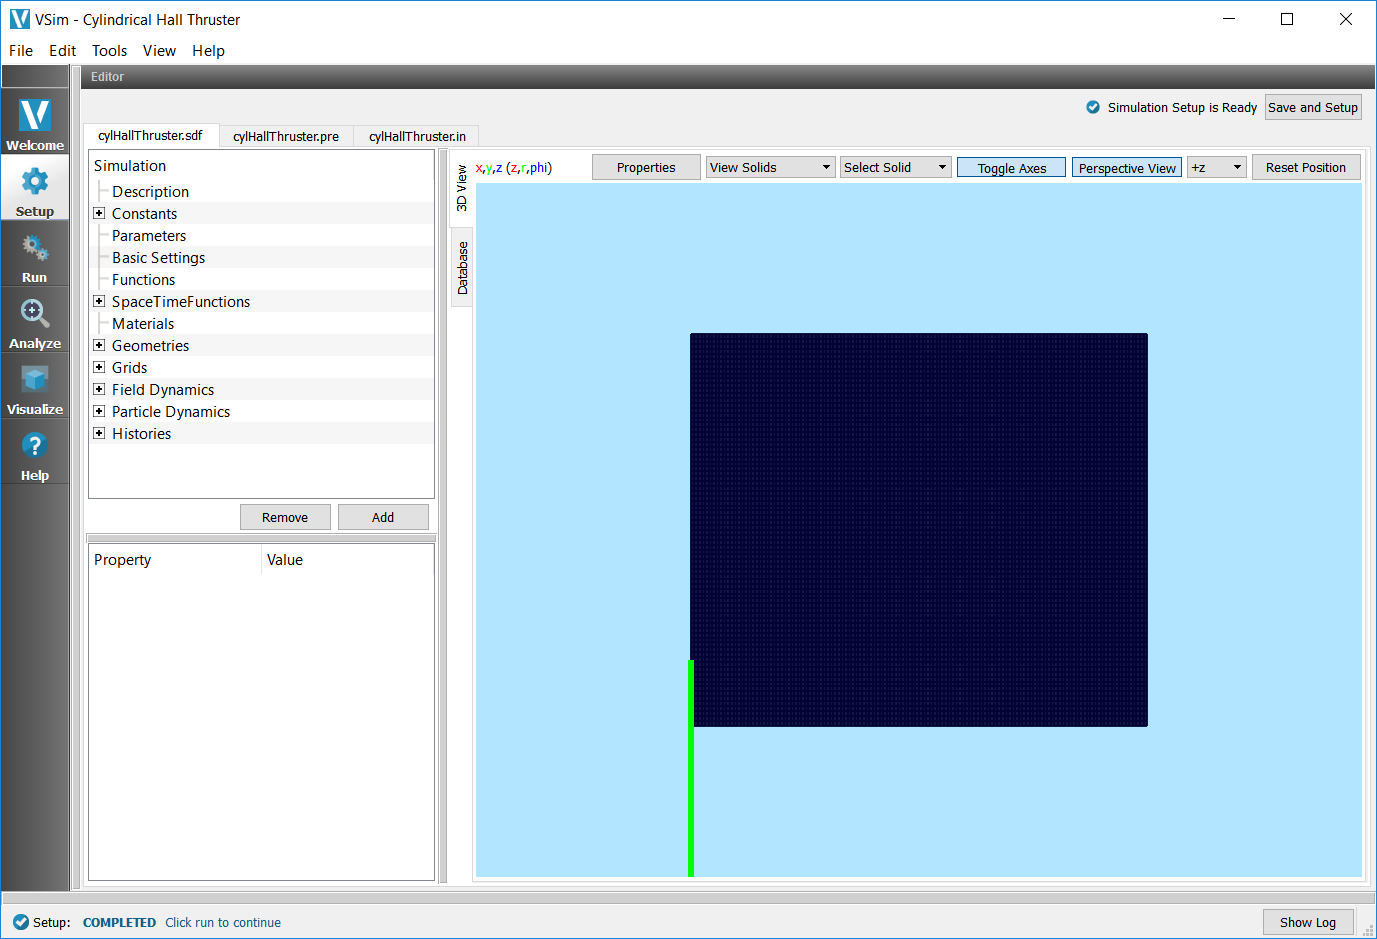 VSim - Cylindrical Hall Thruster
File Edit Tools View Help
Editor
Simulation Setup is Ready Save and Setup
Welcome
Setup
Run
Analyze
Visualize
Help
cylHallThruster.sdf cylHallThruster.pre cylHallThruster.in
Simulation
Description
Constants
Parameters
Basic Settings
Functions
SpaceTimeFunctions
Materials
Geometries
Grids
Field Dynamics
Particle Dynamics
Histories
Remove Add
Property Value
3D View
Database
x,y,z (z,r,phi) Properties View Solids Select Solid Toggle Axes Perspective View +z Reset Position
Setup: COMPLETED Click run to continue Show Log